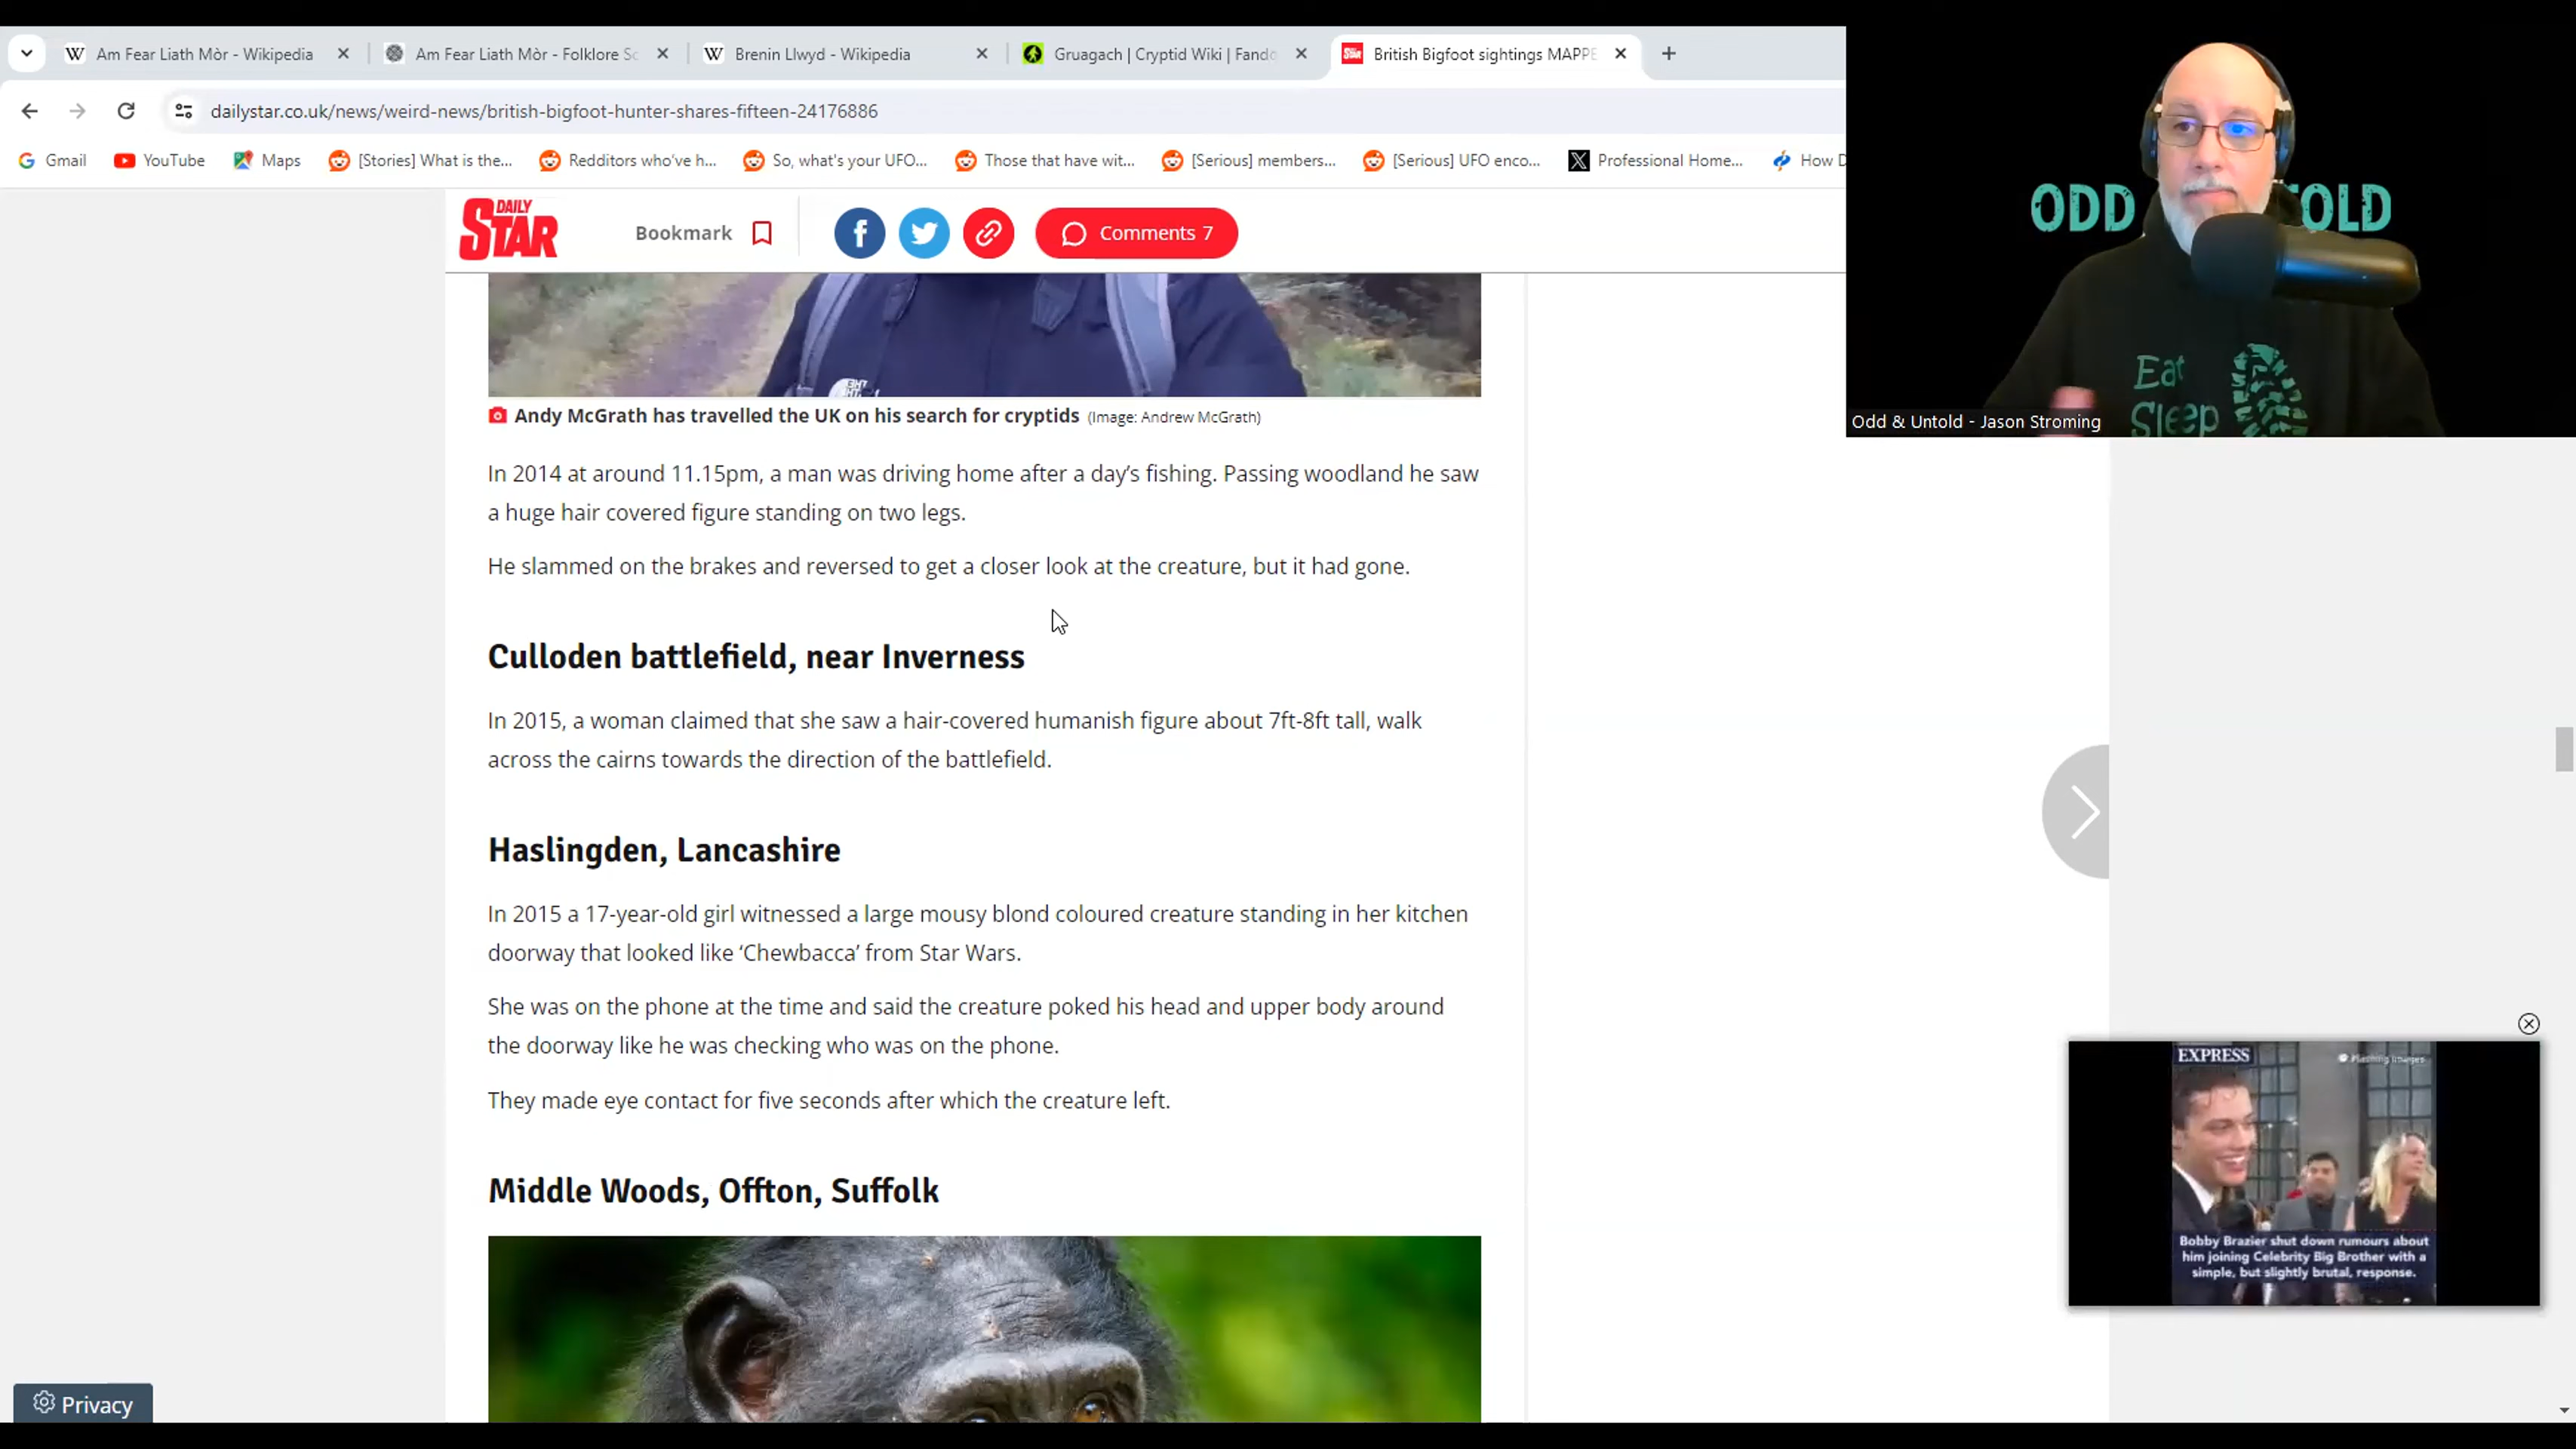 Am Fear Liath Mòr - Wikipedia
Am Fear Liath Mòr - Folklore Sc
Brenin Llwyd - Wikipedia
Gruagach | Cryptid Wiki | Fando
British Bigfoot sightings MAPPE
dailystar.co.uk/news/weird-news/british-bigfoot-hunter-shares-fifteen-24176886
Gmail
YouTube
Maps
[Stories] What is the...
Redditors who've h...
So, what's your UFO...
Those that have wit...
[Serious] members...
[Serious] UFO enco...
Professional Home...
How D
DAILY
STAR
Bookmark
Comments 7
ODD
OLD
Eat
Sleep
Odd & Untold - Jason Stroming
Andy McGrath has travelled the UK on his search for cryptids (Image: Andrew McGrath)
In 2014 at around 11.15pm, a man was driving home after a day's fishing. Passing woodland he saw
a huge hair covered figure standing on two legs.
He slammed on the brakes and reversed to get a closer look at the creature, but it had gone.
Culloden battlefield, near Inverness
In 2015, a woman claimed that she saw a hair-covered humanish figure about 7ft-8ft tall, walk
across the cairns towards the direction of the battlefield.
Haslingden, Lancashire
In 2015 a 17-year-old girl witnessed a large mousy blond coloured creature standing in her kitchen
doorway that looked like ‘Chewbacca’ from Star Wars.
She was on the phone at the time and said the creature poked his head and upper body around
the doorway like he was checking who was on the phone.
They made eye contact for five seconds after which the creature left.
Middle Woods, Offton, Suffolk
EXPRESS
Flashing Images
Bobby Brazier shut down rumours about
him joining Celebrity Big Brother with a
simple, but slightly brutal, response.
Privacy